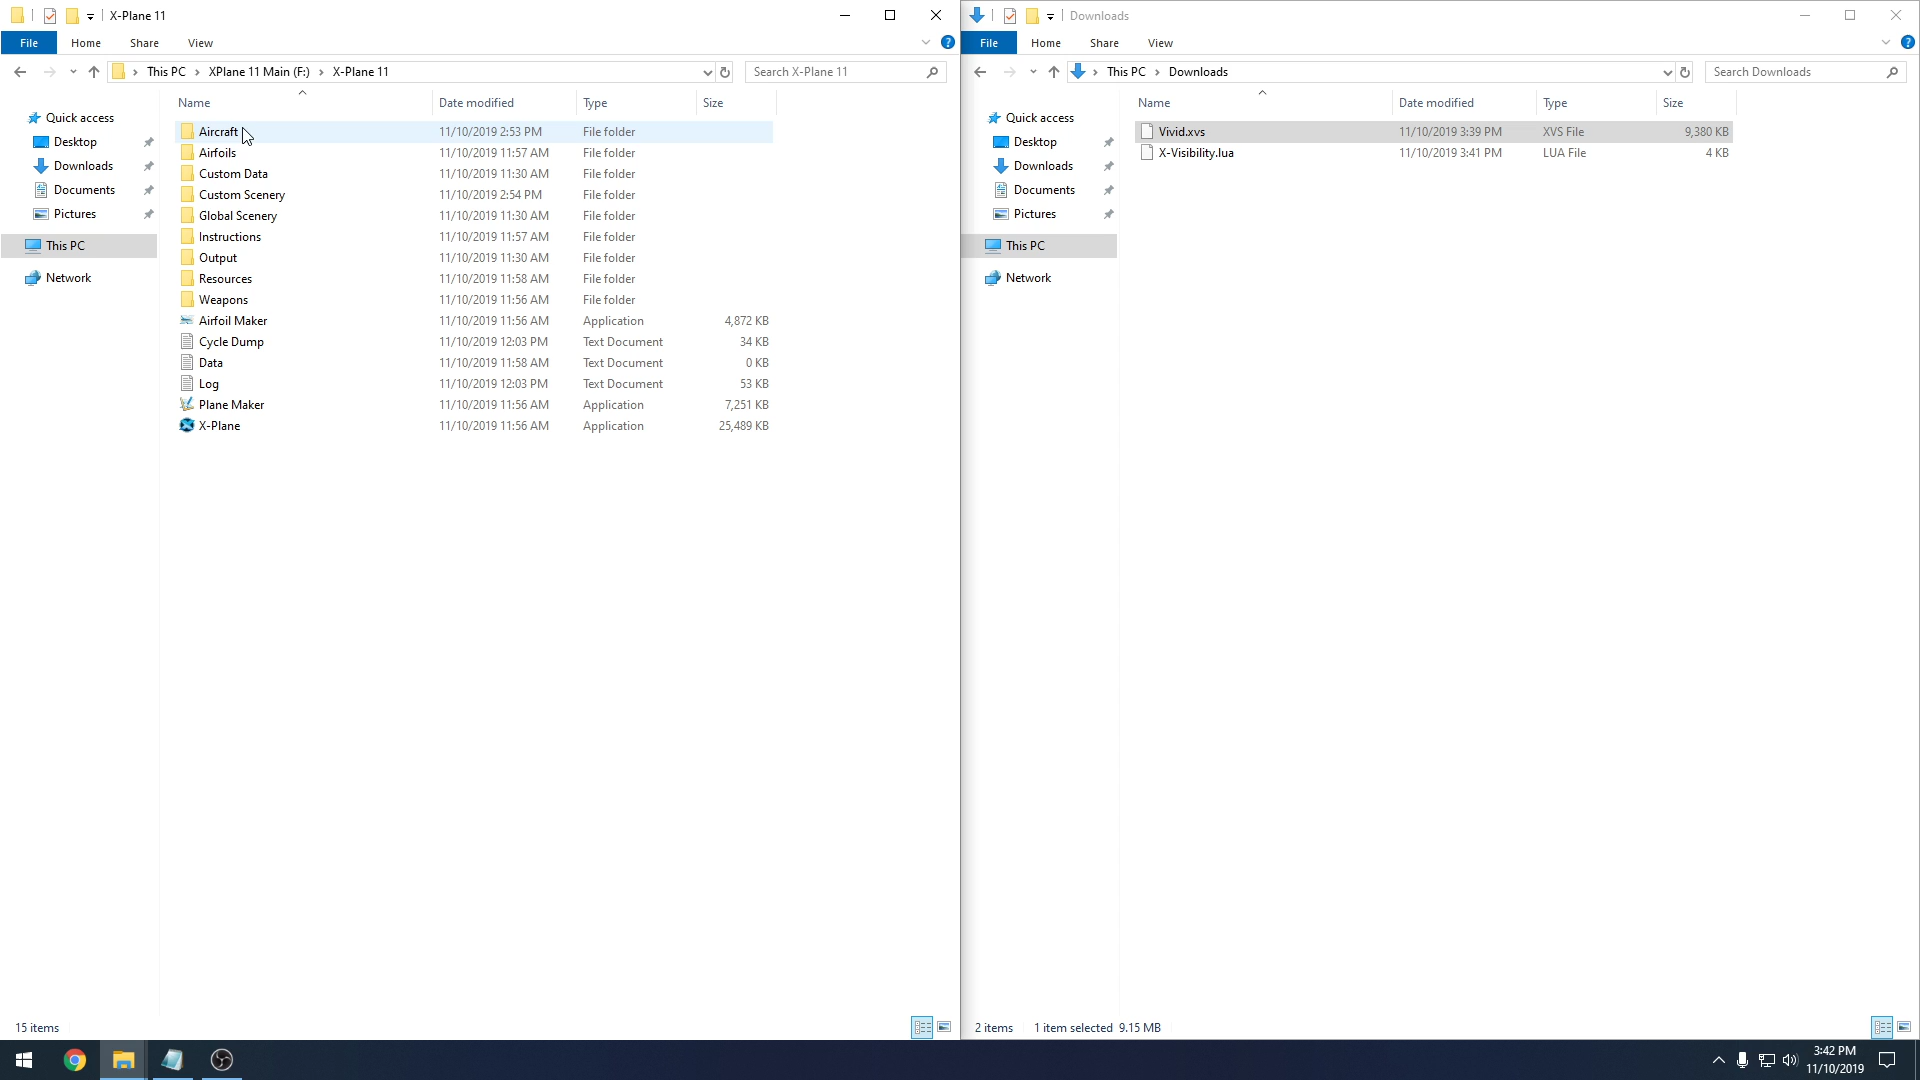 X-Plane 11
File Home Share View
This PC > XPlane 11 Main (F:) > X-Plane 11
Search X-Plane 11
Name Date modified Type Size
Quick access
Desktop
Downloads
Documents
Pictures
This PC
Network
Aircraft 11/10/2019 2:53 PM File folder
Airfoils 11/10/2019 11:57 AM File folder
Custom Data 11/10/2019 11:30 AM File folder
Custom Scenery 11/10/2019 2:54 PM File folder
Global Scenery 11/10/2019 11:30 AM File folder
Instructions 11/10/2019 11:57 AM File folder
Output 11/10/2019 11:30 AM File folder
Resources 11/10/2019 11:58 AM File folder
Weapons 11/10/2019 11:56 AM File folder
Airfoil Maker 11/10/2019 11:56 AM Application 4,872 KB
Cycle Dump 11/10/2019 12:03 PM Text Document 34 KB
Data 11/10/2019 11:58 AM Text Document 0 KB
Log 11/10/2019 12:03 PM Text Document 53 KB
Plane Maker 11/10/2019 11:56 AM Application 7,251 KB
X-Plane 11/10/2019 11:56 AM Application 25,489 KB
15 items
Downloads
File Home Share View
This PC > Downloads
Search Downloads
Name Date modified Type Size
Quick access
Desktop
Downloads
Documents
Pictures
This PC
Network
Vivid.xvs 11/10/2019 3:39 PM XVS File 9,380 KB
X-Visibility.lua 11/10/2019 3:41 PM LUA File 4 KB
2 items 1 item selected 9.15 MB
3:42 PM
11/10/2019